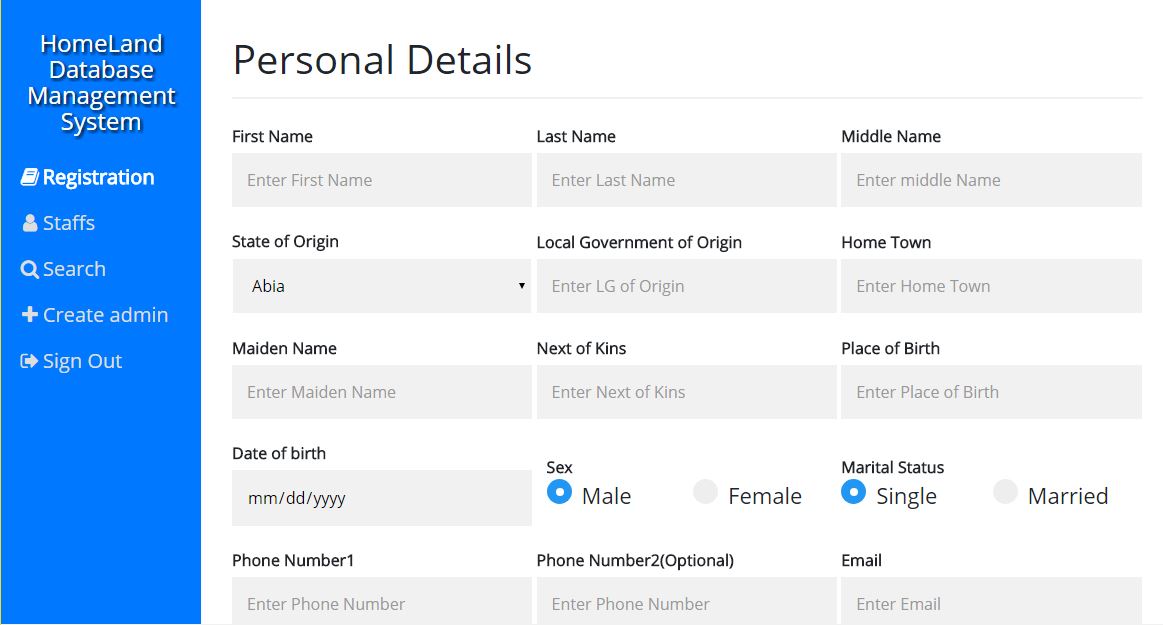 HomeLand
Database
Management
System
Registration
Staffs
Search
Create admin
Sign Out
Personal Details
First Name Last Name Middle Name
Enter First Name Enter Last Name Enter middle Name
State of Origin Local Government of Origin Home Town
Abia Enter LG of Origin Enter Home Town
Maiden Name Next of Kins Place of Birth
Enter Maiden Name Enter Next of Kins Enter Place of Birth
Date of birth Sex Marital Status
mm/dd/yyyy Male Female Single Married
Phone Number1 Phone Number2(Optional) Email
Enter Phone Number Enter Phone Number Enter Email